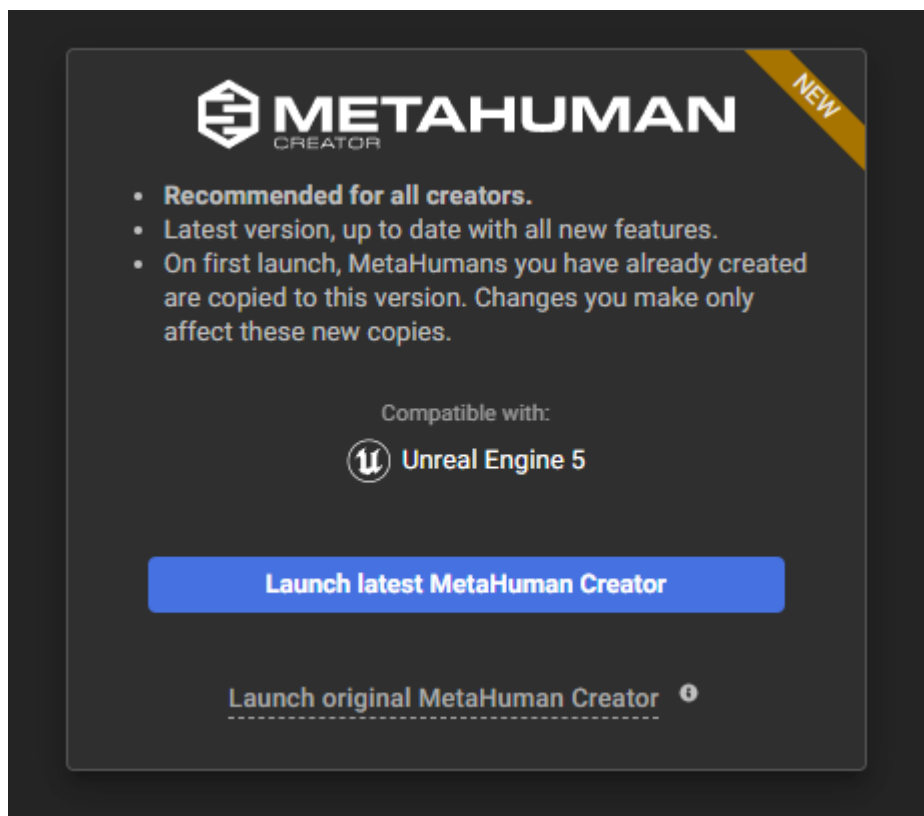 METAHUMAN
CREATOR
NEW
• Recommended for all creators.
• Latest version, up to date with all new features.
• On first launch, MetaHumans you have already created
are copied to this version. Changes you make only
affect these new copies.
Compatible with:
Unreal Engine 5
Launch latest MetaHuman Creator
Launch original MetaHuman Creator